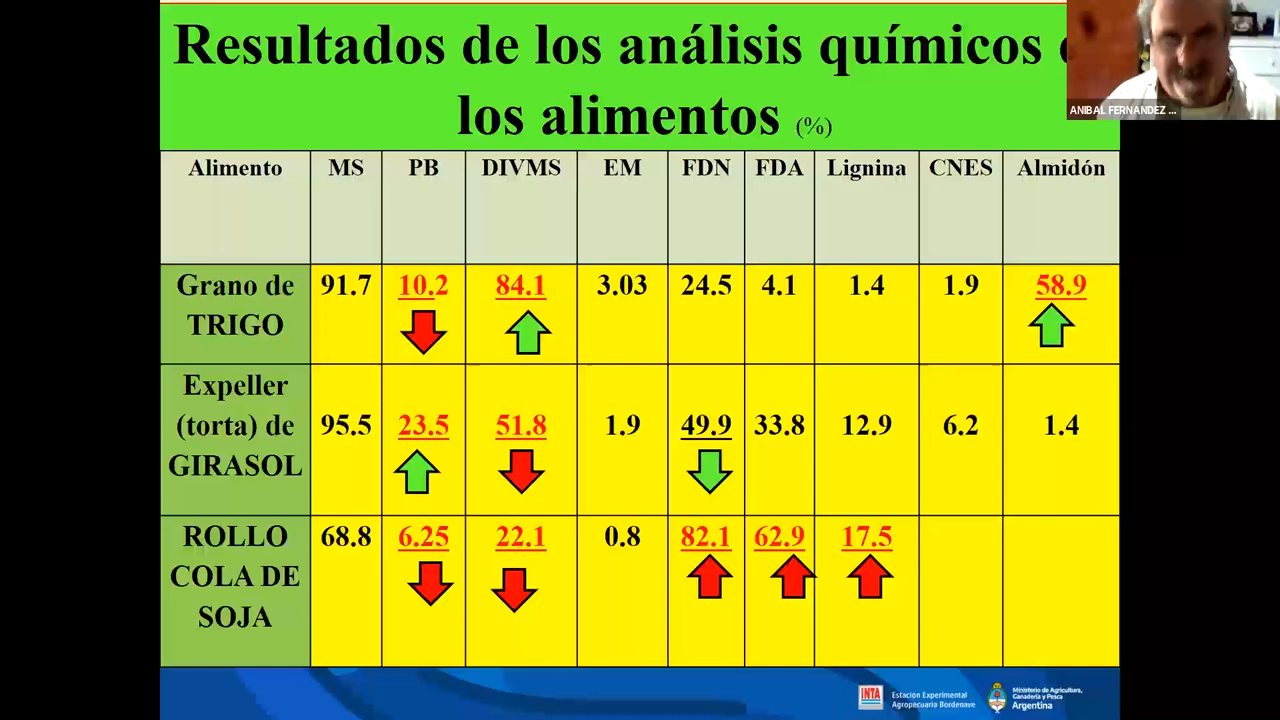 Resultados de los análisis químicos
los alimentos (%)
ANIBAL FERNANDEZ ...
Alimento MS PB DIVMS EM FDN FDA Lignina CNES Almidón
Grano de
TRIGO
91.7 10.2 84.1 3.03 24.5 4.1 1.4 1.9 58.9
Expeller
(torta) de
GIRASOL
95.5 23.5 51.8 1.9 49.9 33.8 12.9 6.2 1.4
ROLLO
COLA DE
SOJA
68.8 6.25 22.1 0.8 82.1 62.9 17.5
INTA
Estación Experimental
Agropecuaria Bordenave
Ministerio de Agricultura,
Ganadería y Pesca
Argentina